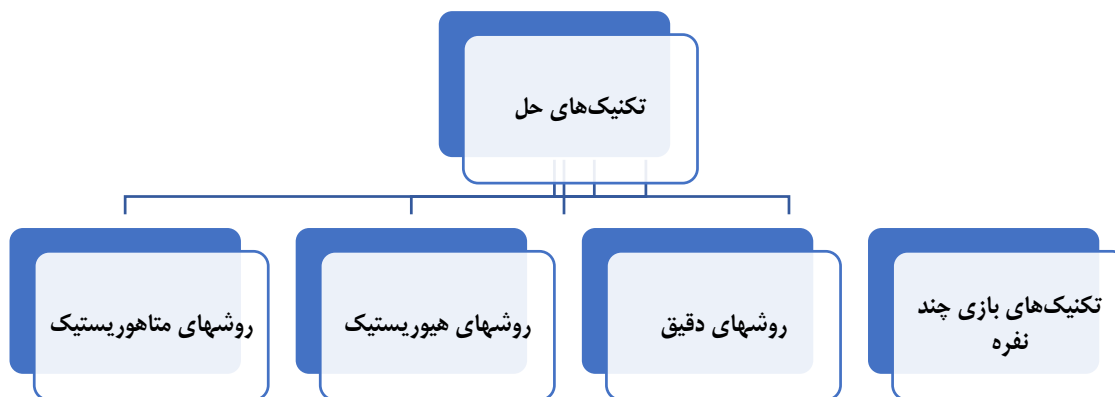 تکنیک‌های حل
تکنیک‌های بازی چند
نفره
روشهای دقیق
روشهای هیوریستیک
روشهای متاهوریستیک